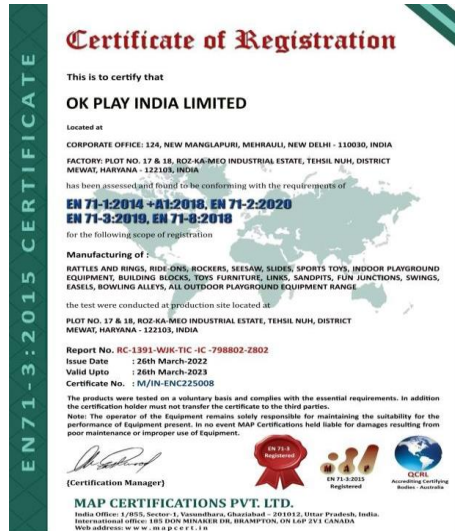 EN71-3:2015 CERTIFICATE
Certificate of Registration
This is to certify that
OK PLAY INDIA LIMITED
Located at
CORPORATE OFFICE: 124, NEW MANGLAPURI, MEHRAULI, NEW DELHI - 110030, INDIA
FACTORY: PLOT NO. 17 & 18, ROZ-KA-MEO INDUSTRIAL ESTATE, TEHSIL NUH, DISTRICT
MEWAT, HARYANA - 122103, INDIA
has been assessed and found to be conforming with the requirements of
EN 71-1:2014 +A1:2018, EN 71-2:2020
EN 71-3:2019, EN 71-8:2018
for the following scope of registration
Manufacturing of :
RATTLES AND RINGS, RIDE-ONS, ROCKERS, SEESAW, SLIDES, SPORTS TOYS, INDOOR PLAYGROUND
EQUIPMENT, BUILDING BLOCKS, TOYS FURNITURE, LINKS, SANDPITS, FUN JUNCTIONS, SWINGS,
EASELS, BOWLING ALLEYS, ALL OUTDOOR PLAYGROUND EQUIPMENT RANGE
the test were conducted at production site located at
PLOT NO. 17 & 18, ROZ-KA-MEO INDUSTRIAL ESTATE, TEHSIL NUH, DISTRICT
MEWAT, HARYANA - 122103, INDIA
Report No. RC-1391-WJK-TIC -IC -798802-Z802
Issue Date : 26th March-2022
Valid Upto : 26th March-2023
Certificate No. : M/IN-ENC225008
The products were tested on a voluntary basis and complies with the essential requirements. In addition
the certification holder must not transfer the certificate to the third parties.
Note: The operator of the Equipment remains solely responsible for maintaining the suitability for the
performance of Equipment present. In no event MAP Certifications held liable for damages resulting from
poor maintenance or improper use of Equipment.
(Certification Manager)
EN 71-3
Registered
M A P
EN 71-3:2015
Registered
QCRL
Accrediting Certifying
Bodies - Australia
MAP CERTIFICATIONS PVT. LTD.
India Office: 1/855, Sector-1, Vasundhara, Ghaziabad - 201012, Uttar Pradesh, India.
International office: 185 DON MINAKER DR, BRAMPTON, ON L6P 2V1 CANADA
Web address: w w w . m a p c e r t . i n